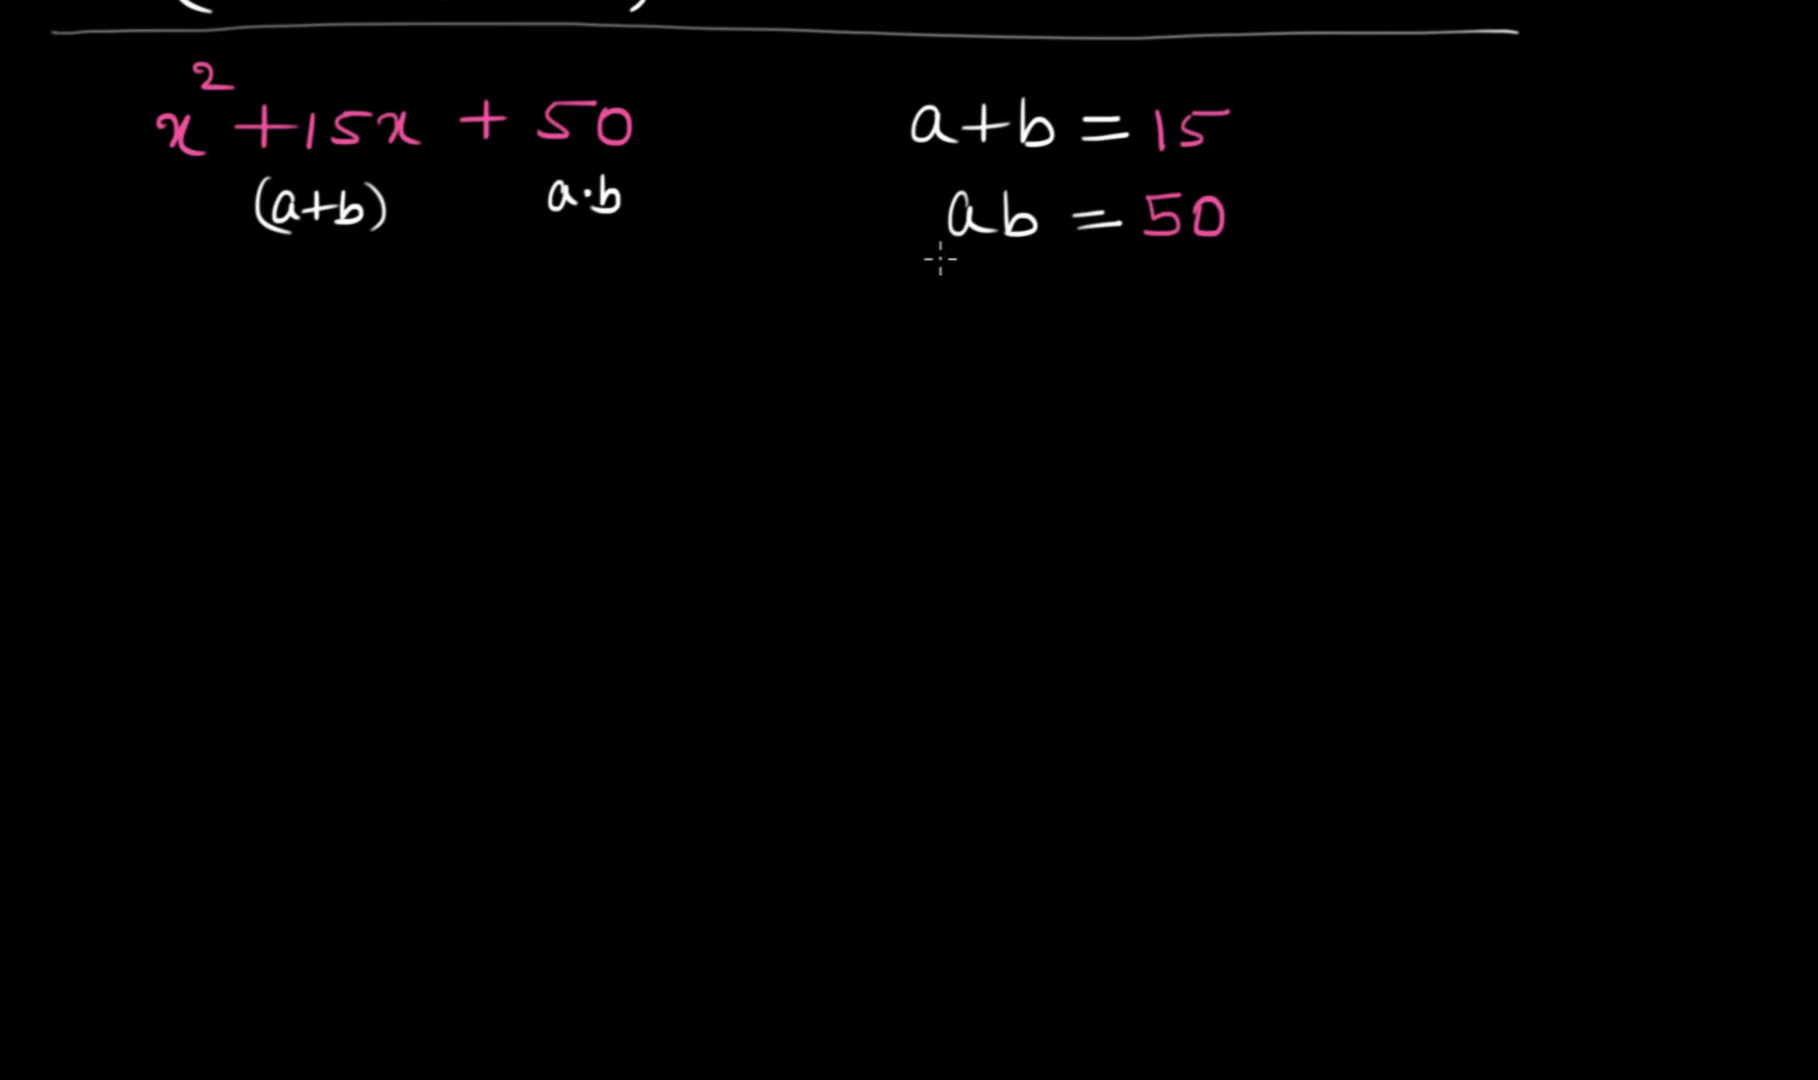 x² + 15x + 50
(a+b) a·b
a+b = 15
ab = 50